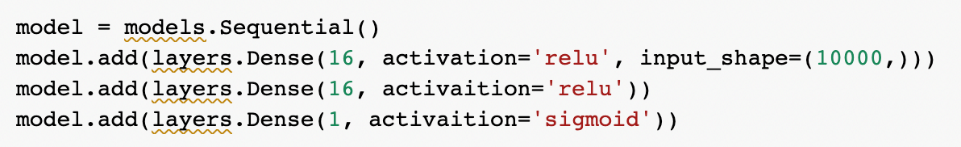 model = models.Sequential()
model.add(layers.Dense(16, activation='relu', input_shape=(10000,)))
model.add(layers.Dense(16, activaition='relu'))
model.add(layers.Dense(1, activaition='sigmoid'))